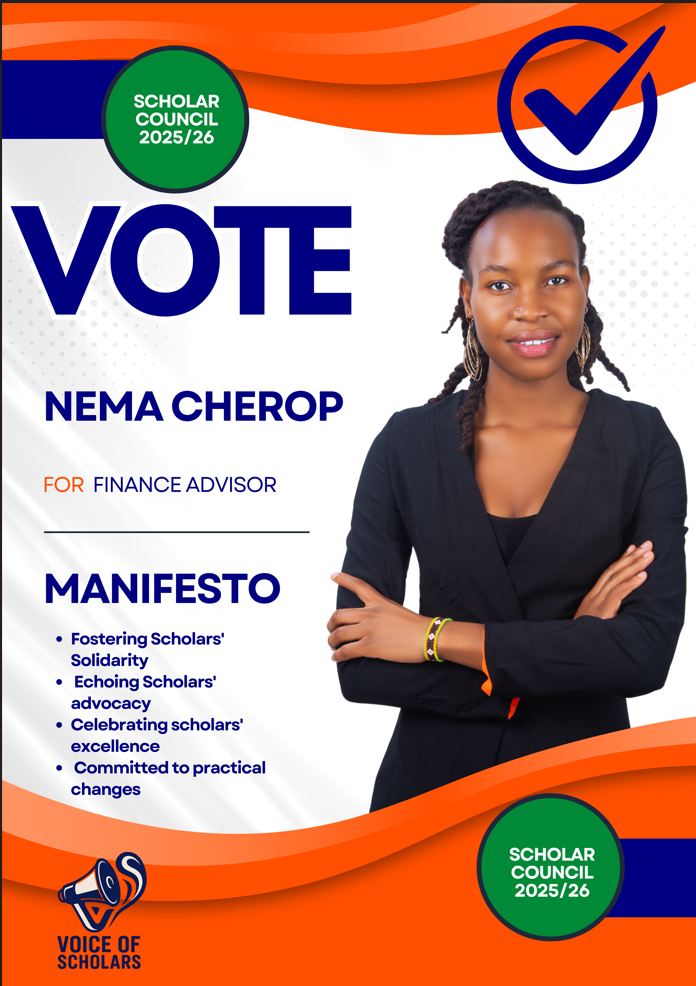 SCHOLAR
COUNCIL
2025/26
VOTE
NEMA CHEROP
FOR FINANCE ADVISOR
MANIFESTO
• Fostering Scholars'
Solidarity
• Echoing Scholars'
advocacy
• Celebrating scholars'
excellence
• Committed to practical
changes
SCHOLAR
COUNCIL
2025/26
VOICE OF
SCHOLARS